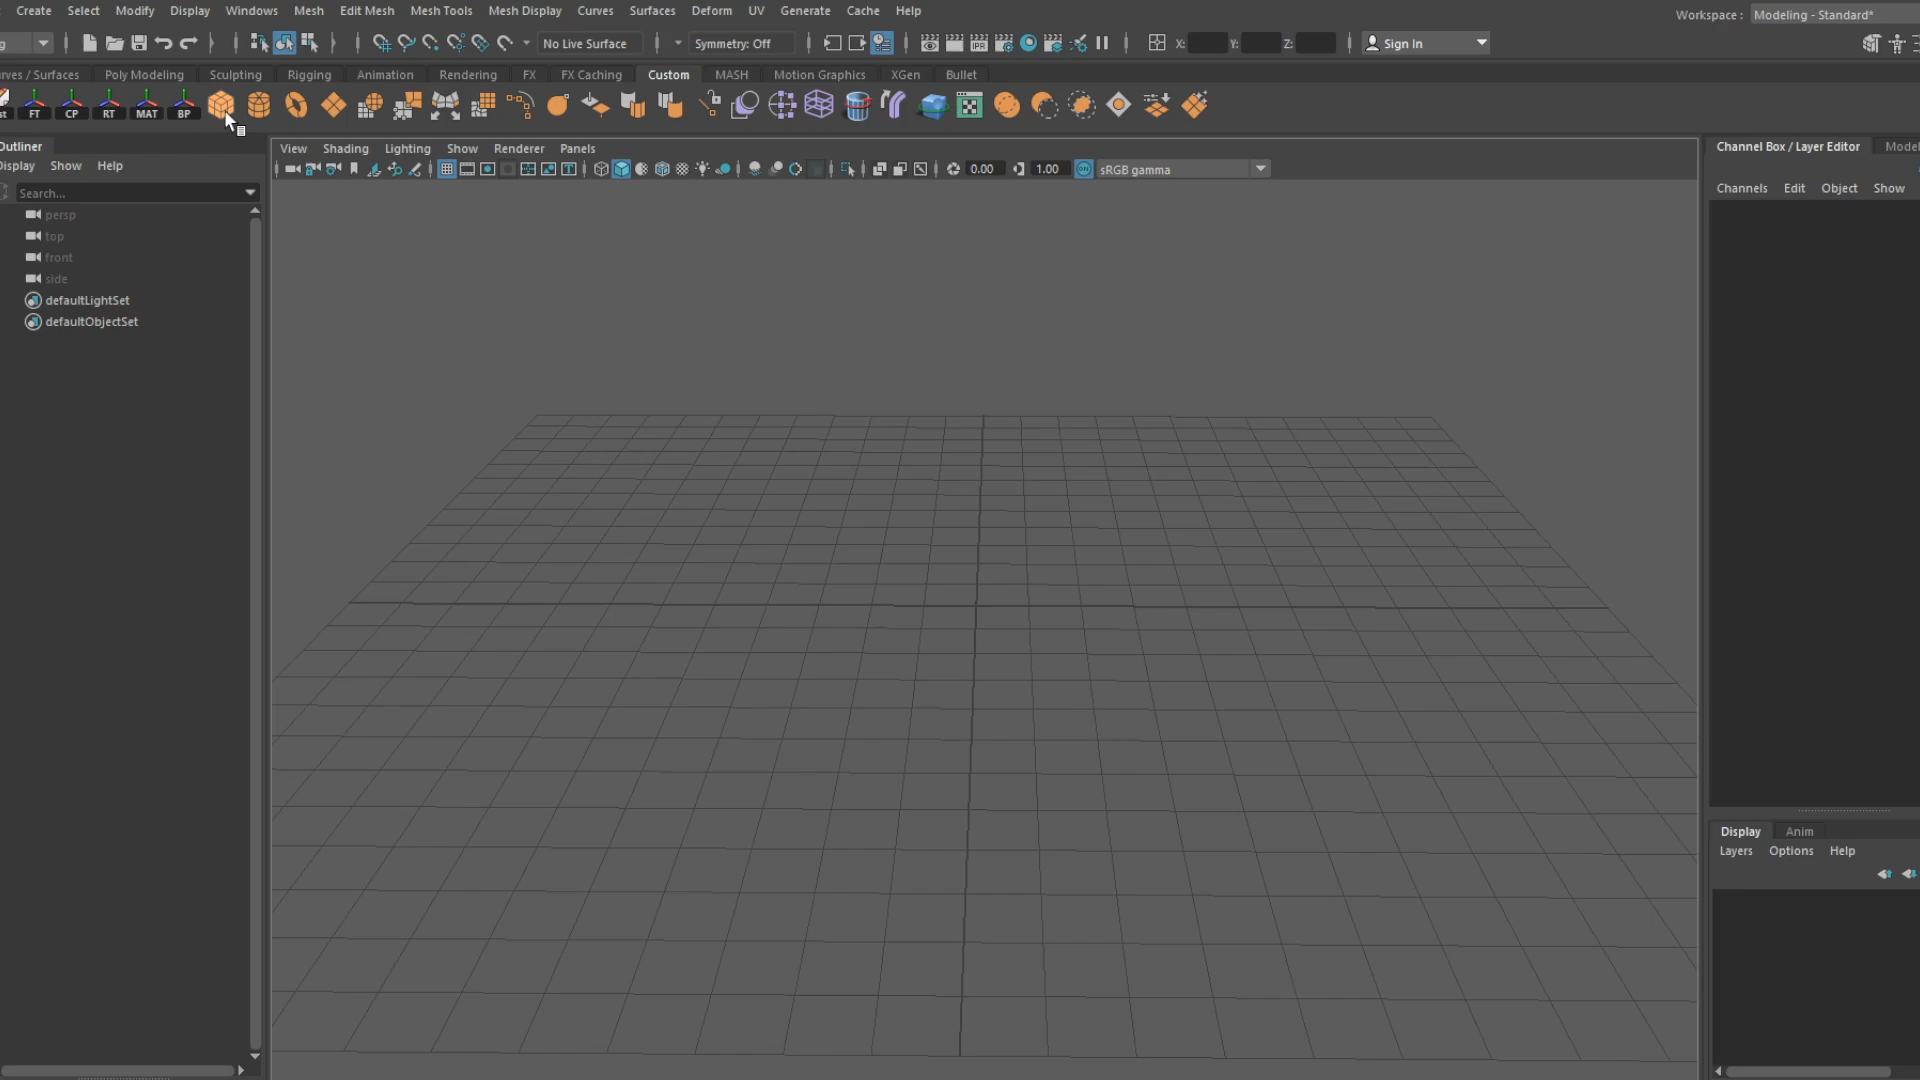 Create Select Modify Display Windows Mesh Edit Mesh Mesh Tools Mesh Display Curves Surfaces Deform UV Generate Cache Help
Workspace : Modeling - Standard*
No Live Surface Symmetry: Off IPR X: Y: Z: Sign In
rves / Surfaces Poly Modeling Sculpting Rigging Animation Rendering FX FX Caching Custom MASH Motion Graphics XGen Bullet
st FT CP RT MAT BP
Outliner
Display Show Help
Search...
persp
top
front
side
defaultLightSet
defaultObjectSet
View Shading Lighting Show Renderer Panels
0.00 1.00 ON sRGB gamma
Channel Box / Layer Editor Model
Channels Edit Object Show
Display Anim
Layers Options Help